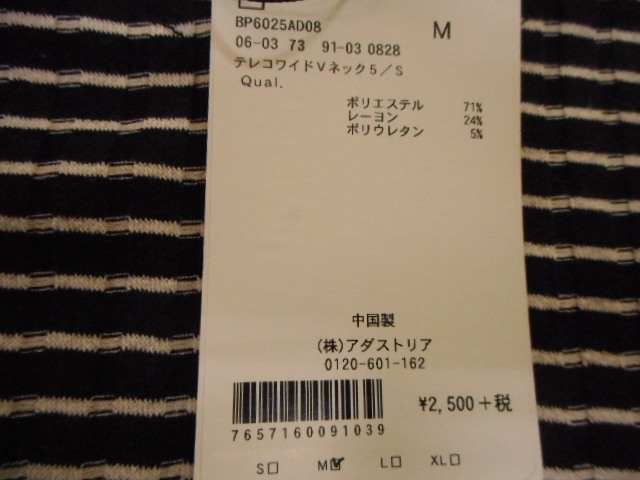 BP6025AD08
M
06-03 73 91-03 0828
テレコワイドVネック5/S
Qual.
ポリエステル 71%
レーヨン 24%
ポリウレタン 5%
中国製
(株)アダストリア
0120-601-162
¥2,500+税
7657160091039
S□ M☑ L□ XL□